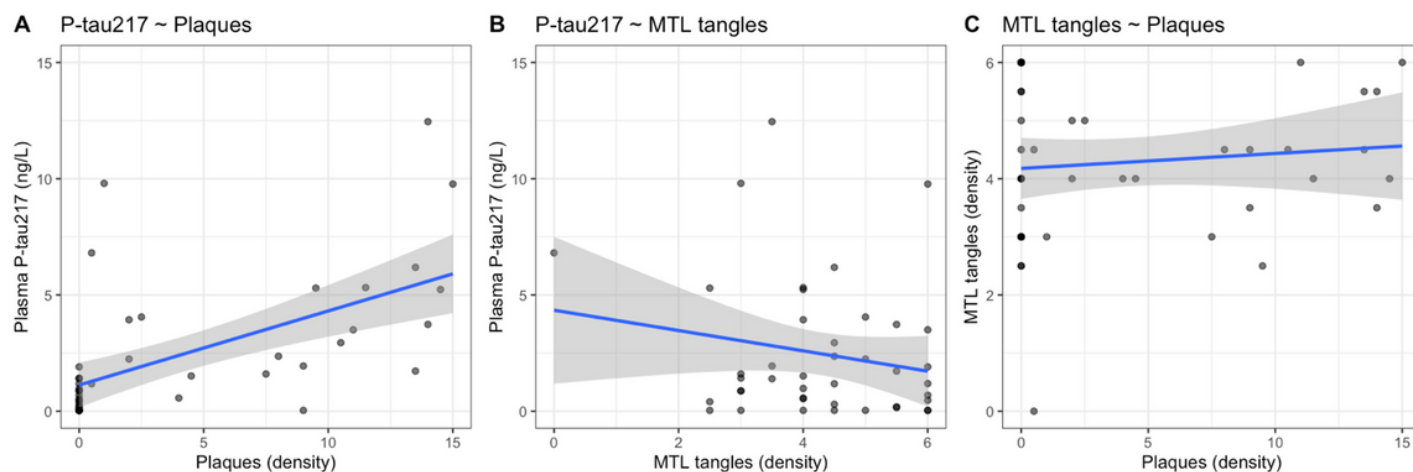 A P-tau217 ~ Plaques
15
10
5
0
0 5 10 15
Plasma P-tau217 (ng/L)
Plaques (density)
B P-tau217 ~ MTL tangles
15
10
5
0
0 2 4 6
Plasma P-tau217 (ng/L)
MTL tangles (density)
C MTL tangles ~ Plaques
6
4
2
0
0 5 10 15
MTL tangles (density)
Plaques (density)